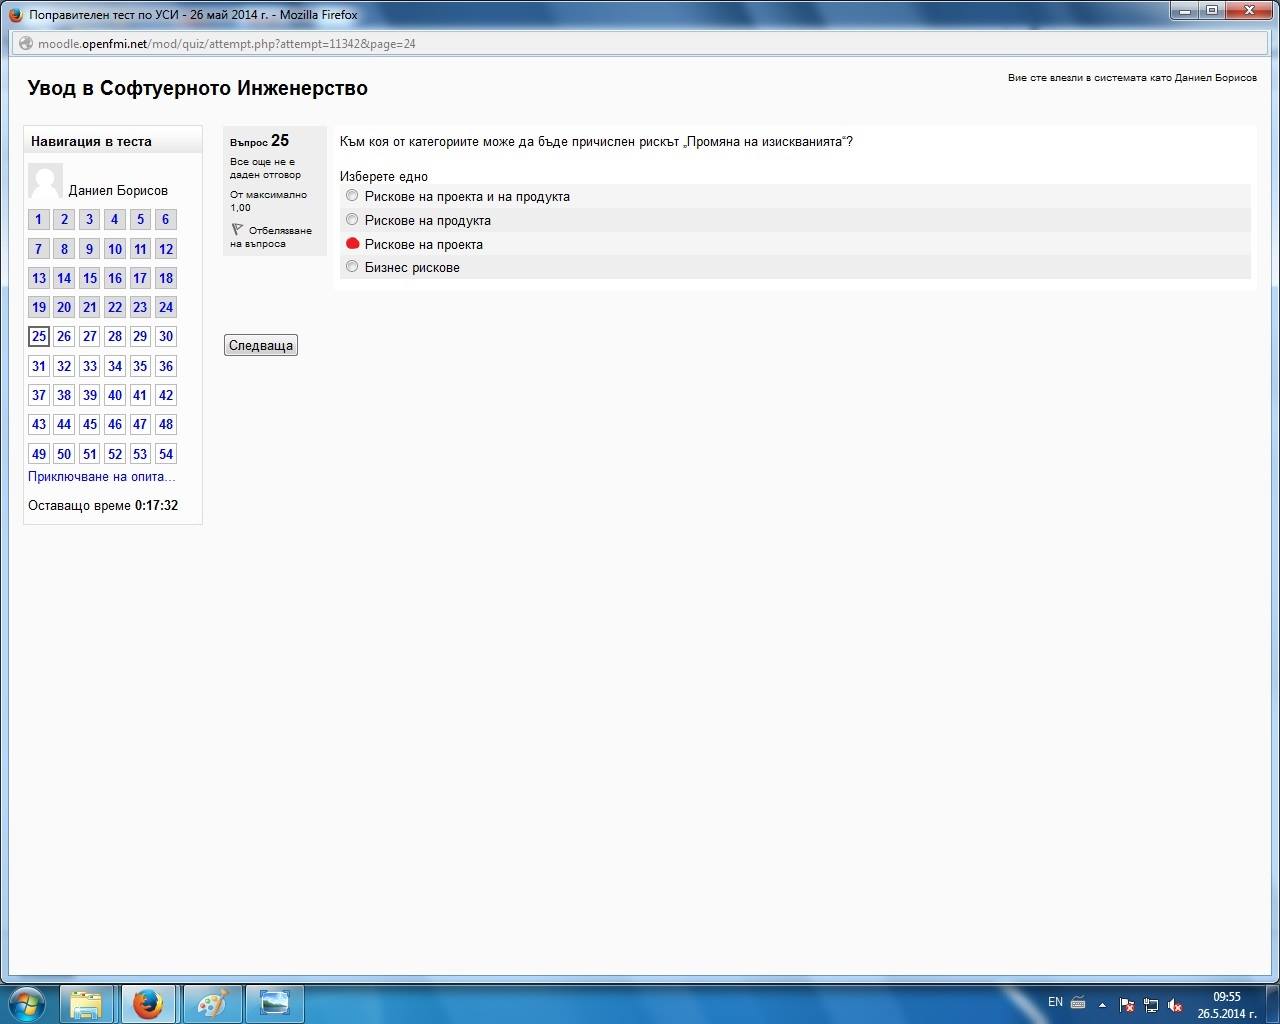 Поправителен тест по УСИ - 26 май 2014 г. - Mozilla Firefox
moodle.openfmi.net/mod/quiz/attempt.php?attempt=11342&page=24
Вие сте влезли в системата като Даниел Борисов
Увод в Софтуерното Инженерство
Навигация в теста
Даниел Борисов
1 2 3 4 5 6
7 8 9 10 11 12
13 14 15 16 17 18
19 20 21 22 23 24
25 26 27 28 29 30
31 32 33 34 35 36
37 38 39 40 41 42
43 44 45 46 47 48
49 50 51 52 53 54
Приключване на опита...
Оставащо време 0:17:32
Въпрос 25
Все още не е
даден отговор
От максимално
1,00
Отбелязване
на въпроса
Към коя от категориите може да бъде причислен рискът „Промяна на изискванията“?
Изберете едно
Рискове на проекта и на продукта
Рискове на продукта
Рискове на проекта
Бизнес рискове
Следваща
EN
09:55
26.5.2014 г.